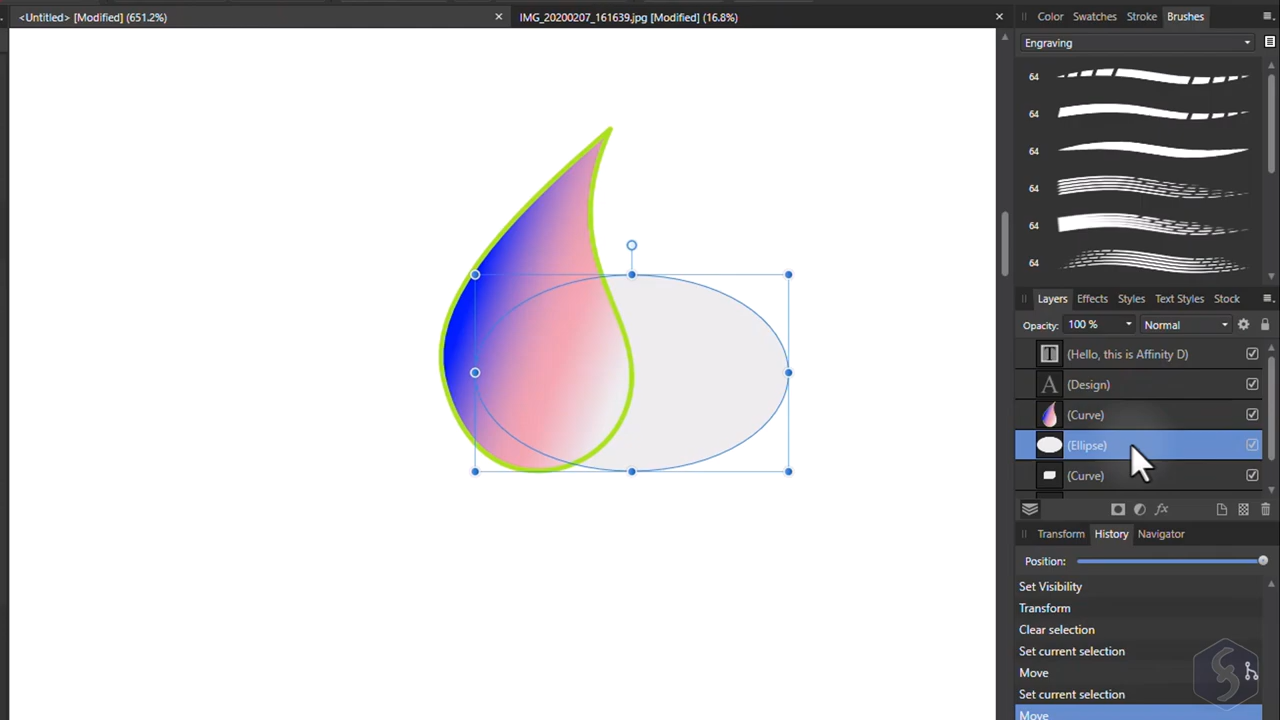 <Untitled> [Modified] (651.2%)
IMG_20200207_161639.jpg [Modified] (16.8%)
Color Swatches Stroke Brushes
Engraving
64
64
64
64
64
64
Layers Effects Styles Text Styles Stock
Opacity: 100 % Normal
T (Hello, this is Affinity D)
A (Design)
(Curve)
(Ellipse)
(Curve)
fx
Transform History Navigator
Position:
Set Visibility
Transform
Clear selection
Set current selection
Move
Set current selection
Move